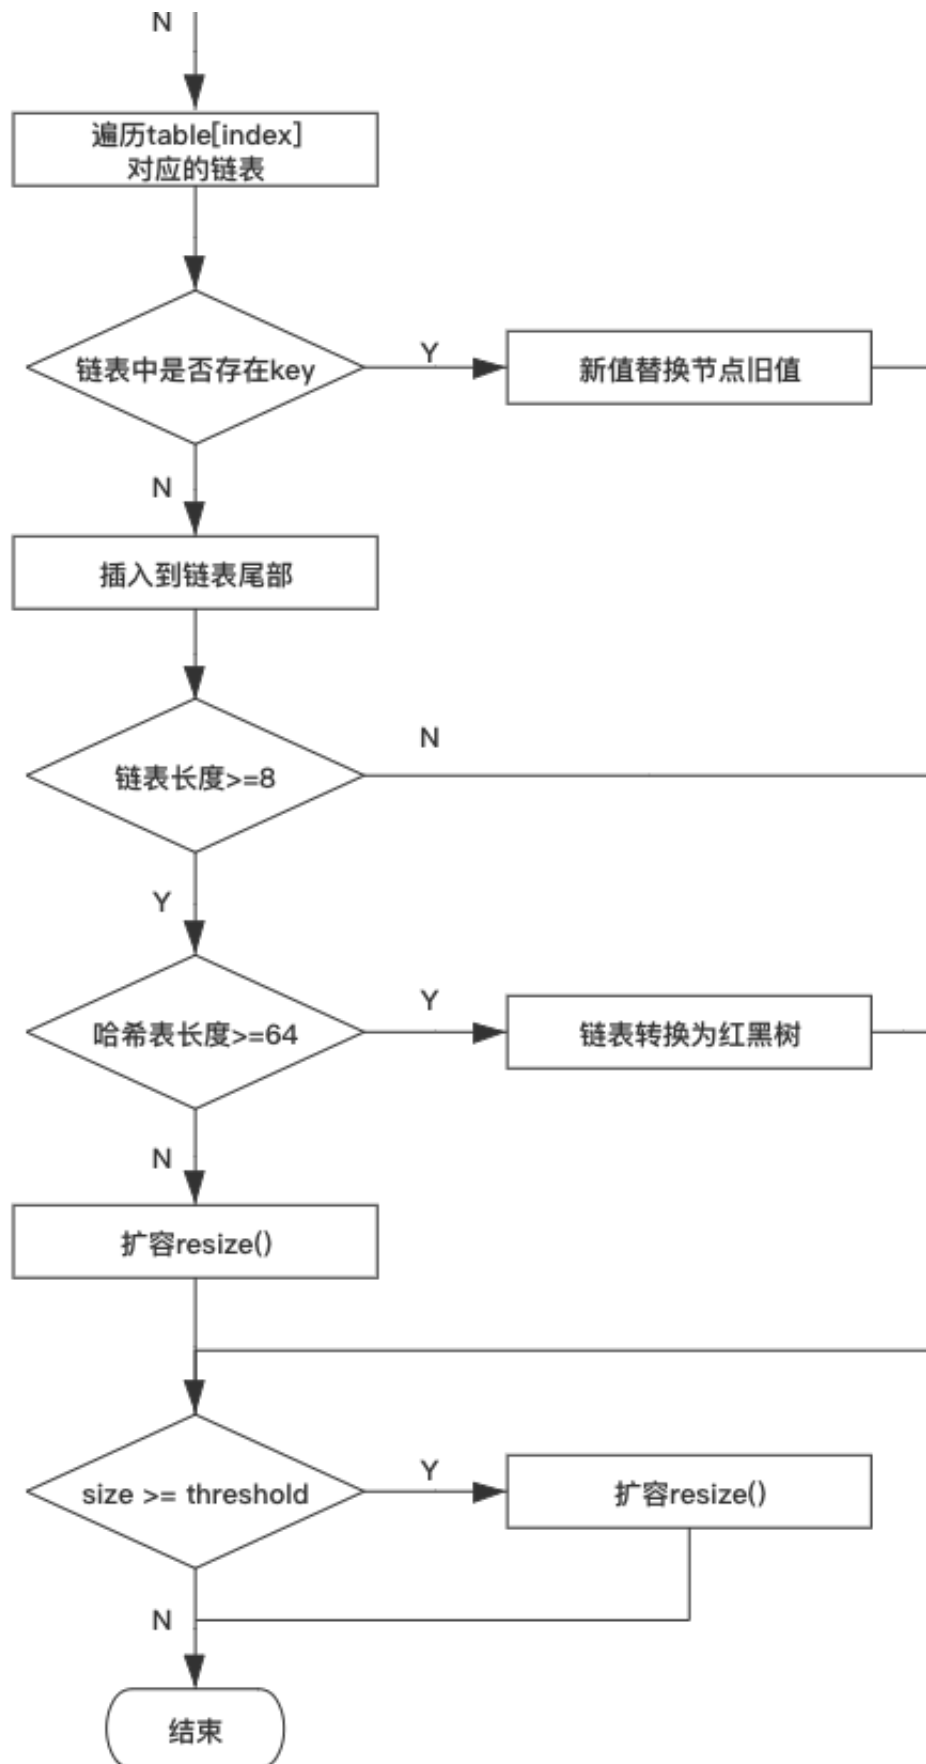 N
遍历table[index]
对应的链表
链表中是否存在key
Y
新值替换节点旧值
N
插入到链表尾部
N
链表长度>=8
Y
哈希表长度>=64
Y
链表转换为红黑树
N
扩容resize()
size >= threshold
Y
扩容resize()
N
结束